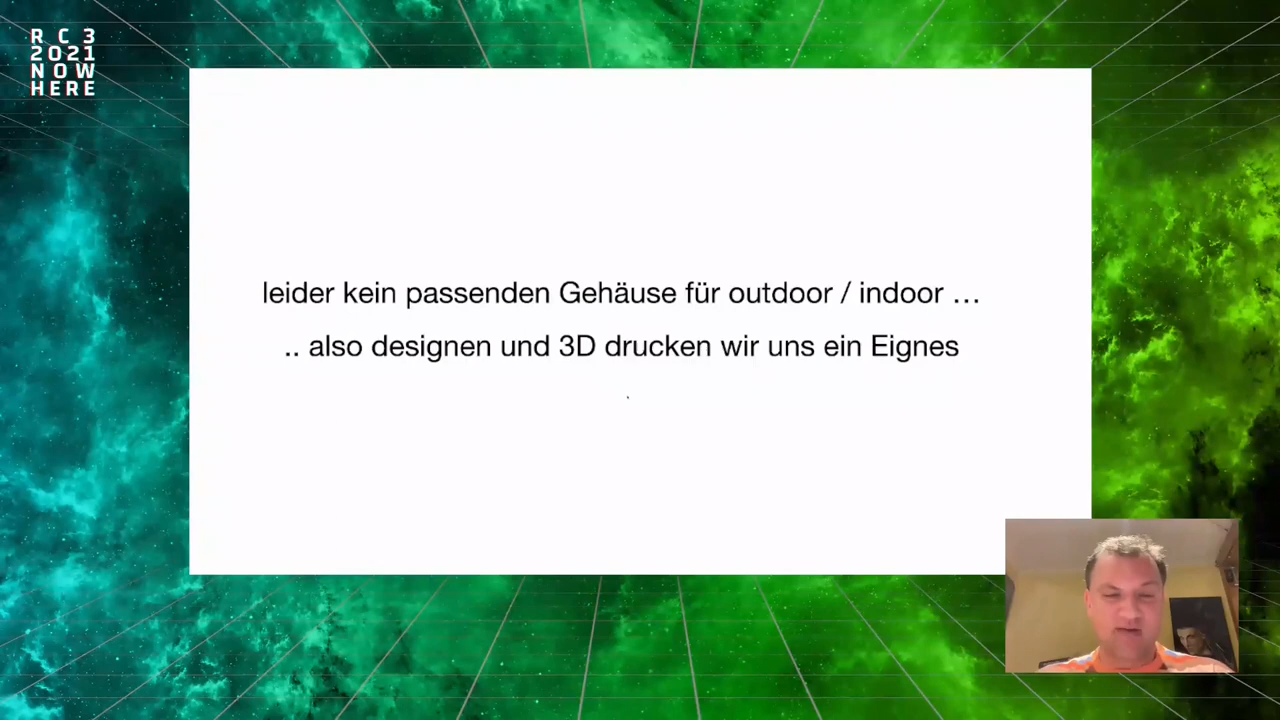 RC3
2021
NOW
HERE
leider kein passenden Gehäuse für outdoor / indoor …
.. also designen und 3D drucken wir uns ein Eignes
.